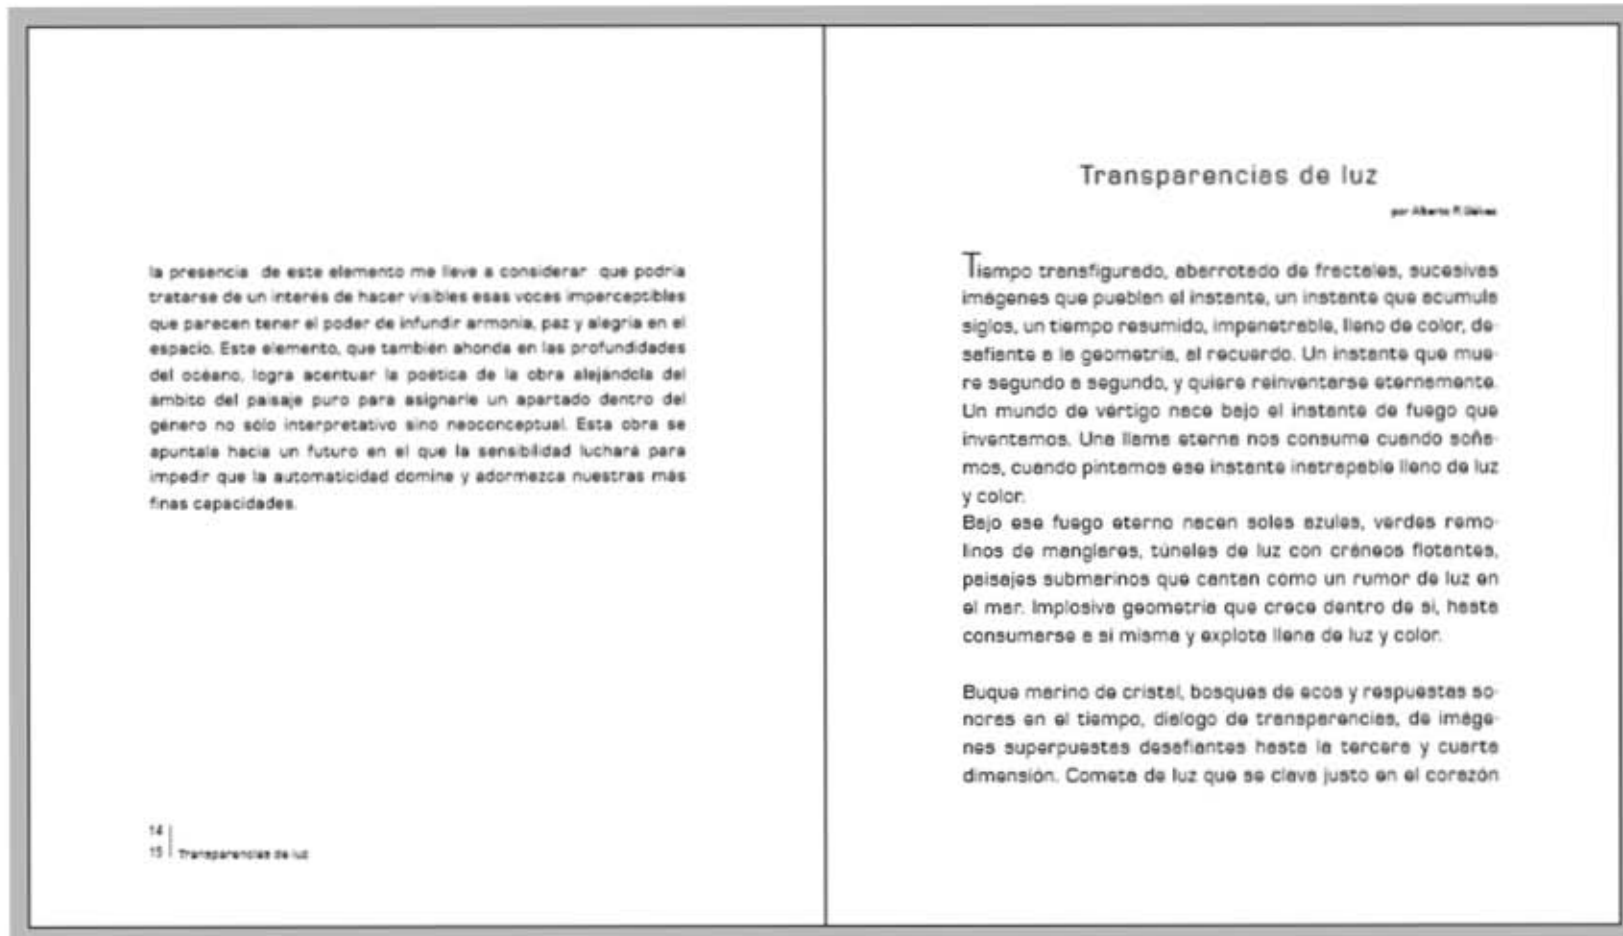 la presencia de este elemento me lleve a considerar que podría
tratarse de un interés de hacer visibles esas voces imperceptibles
que parecen tener el poder de infundir armonía, paz y alegría en el
espacio. Este elemento, que también ahonda en las profundidades
del océano, logra acentuar la poética de la obra alejándola del
ámbito del paisaje puro para asignarle un apartado dentro del
género no sólo interpretativo sino neoconceptual. Esta obra se
apuntala hacia un futuro en el que la sensibilidad luchará para
impedir que la automaticidad domine y adormezca nuestras más
finas capacidades.
14
15 Transparencias de luz
Transparencias de luz
por Alberto R.
Tiempo transfigurado, abarrotado de fractales, sucesivas
imágenes que pueblan el instante, un instante que acumula
siglos, un tiempo resumido, impenetrable, lleno de color, de-
safiante a la geometría, al recuerdo. Un instante que mue-
re segundo a segundo, y quiere reinventarse eternamente.
Un mundo de vértigo nace bajo el instante de fuego que
inventamos. Una llama eterna nos consume cuando soña-
mos, cuando pintamos ese instante inatrapable lleno de luz
y color.
Bajo ese fuego eterno nacen soles azules, verdes remo-
linos de manglares, túneles de luz con cráneos flotantes,
paisajes submarinos que cantan como un rumor de luz en
el mar. Implosiva geometría que crece dentro de si, hasta
consumarse a si misma y explota llena de luz y color.
Buque marino de cristal, bosques de ecos y respuestas so-
noras en el tiempo, dialogo de transparencias, de imáge-
nes superpuestas desafiantes hasta la tercera y cuarta
dimensión. Cometa de luz que se clava justo en el corazón